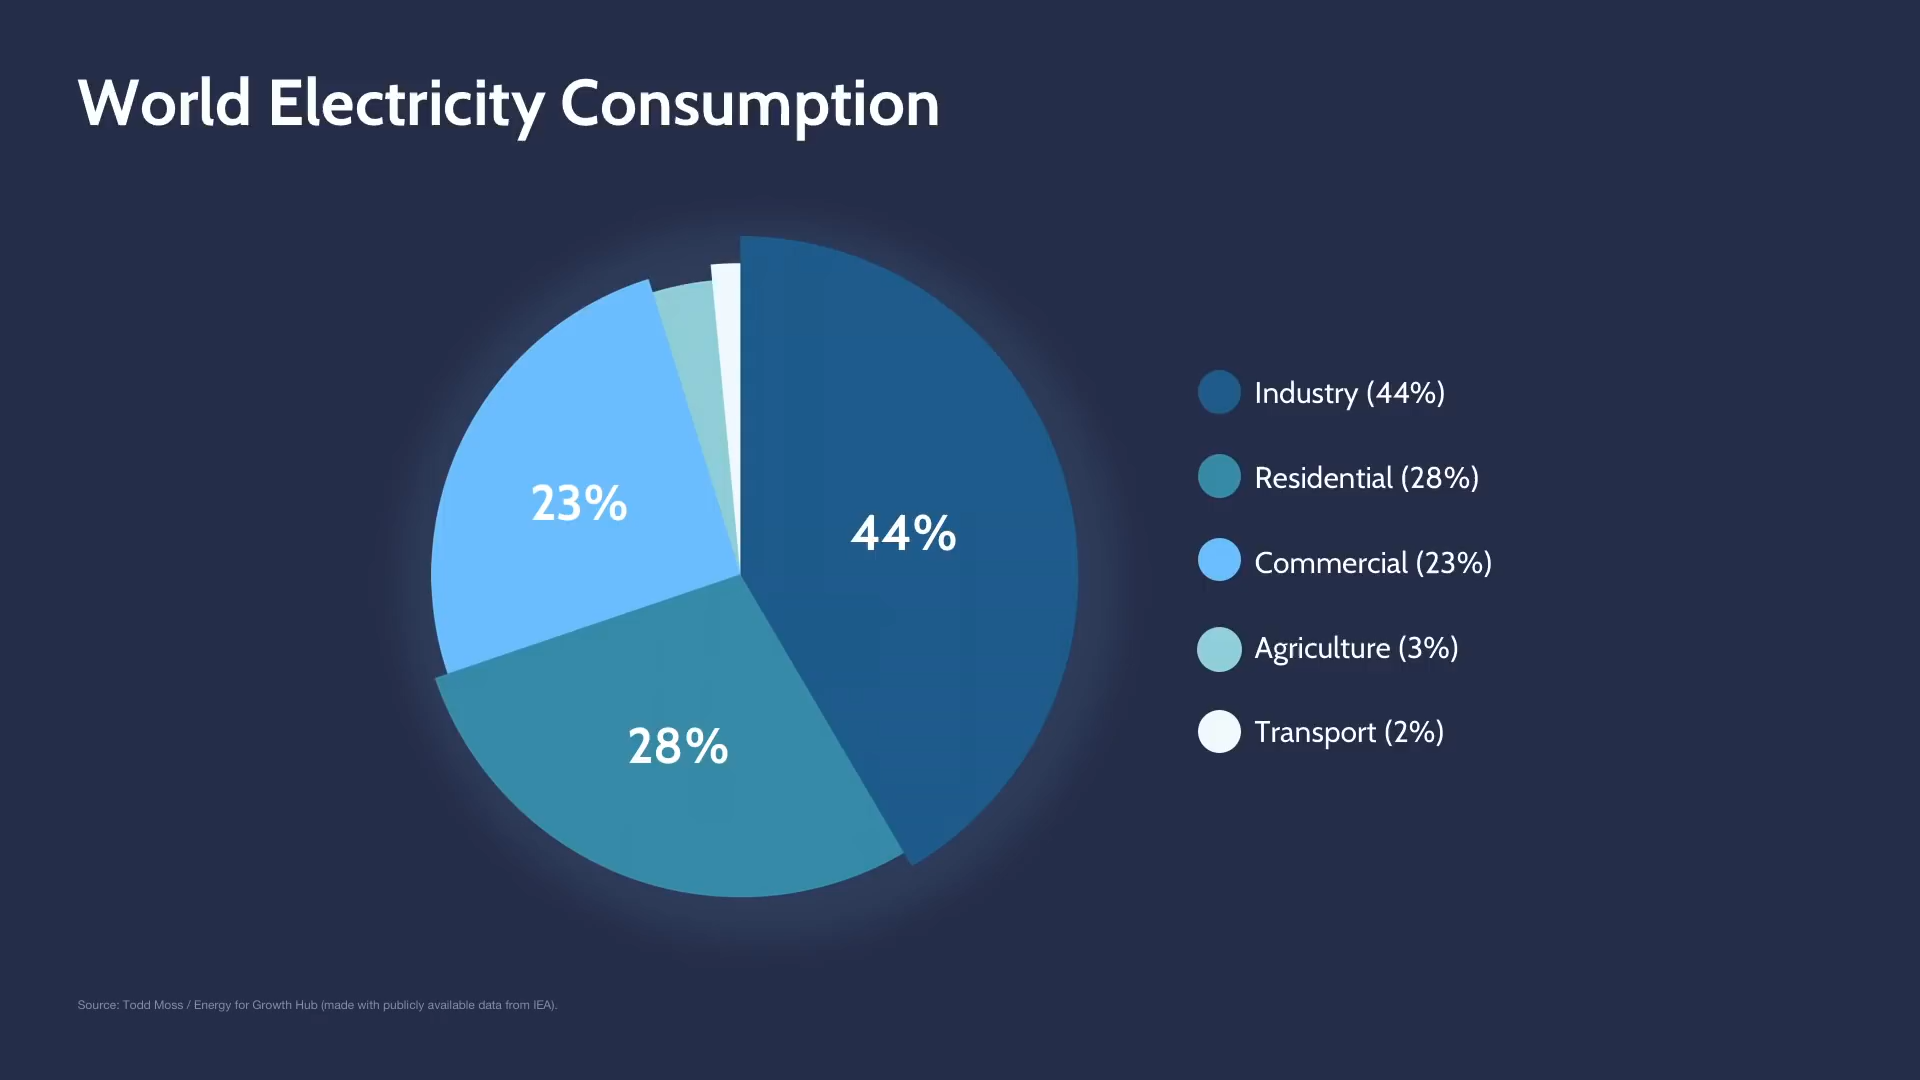 World Electricity Consumption
23%
44%
28%
Industry (44%)
Residential (28%)
Commercial (23%)
Agriculture (3%)
Transport (2%)
Source: Todd Moss / Energy for Growth Hub (made with publicly available data from IEA).